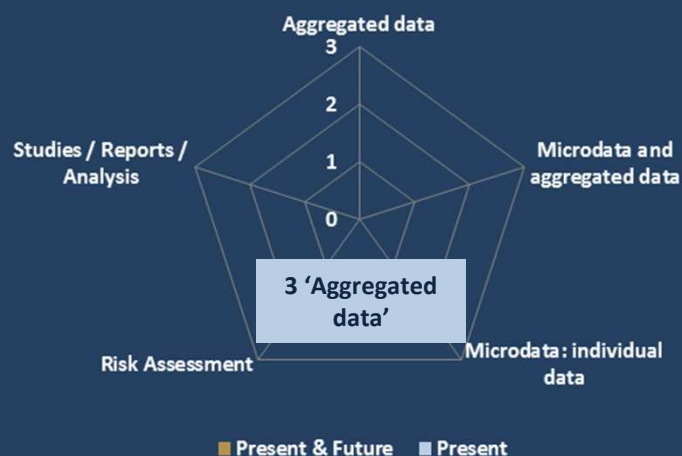 Aggregated data
3
2
1
0
Studies / Reports /
Analysis
Microdata and
aggregated data
3 ‘Aggregated
data’
Risk Assessment
Microdata: individual
data
Present & Future
Present